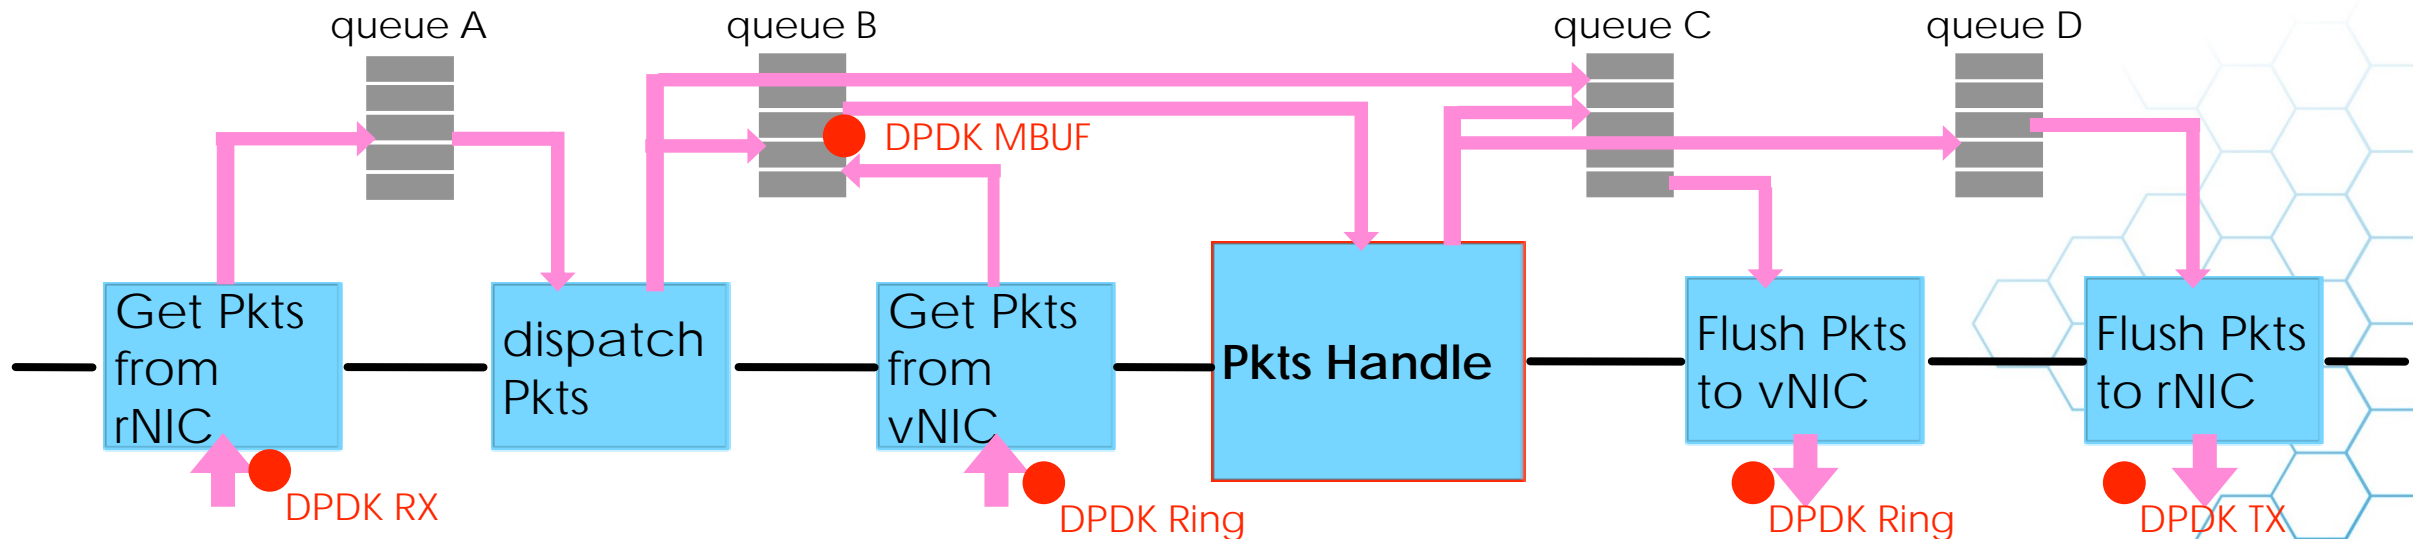 queue A
queue B
queue C
queue D
DPDK MBUF
Get Pkts
from
rNIC
dispatch
Pkts
Get Pkts
from
vNIC
Pkts Handle
Flush Pkts
to vNIC
Flush Pkts
to rNIC
DPDK RX
DPDK Ring
DPDK Ring
DPDK TX